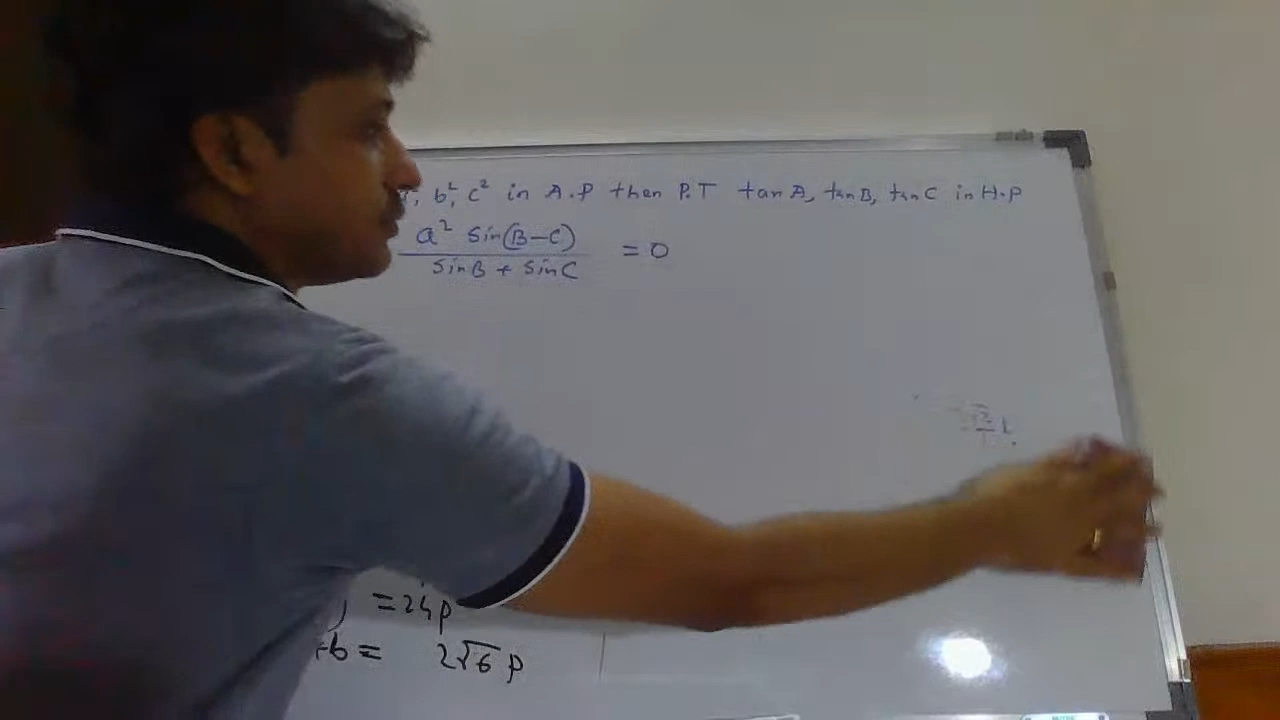 b², c² in A.P then P.T tanA, tanB, tanC in H.P
a² sin(B-C) / sinB + sinC = 0
= 24p
+b = 2√6 p